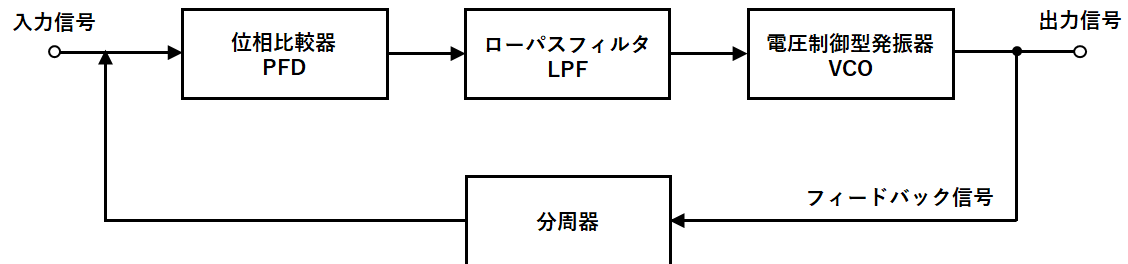 入力信号
位相比較器
PFD
ローパスフィルタ
LPF
電圧制御型発振器
VCO
出力信号
フィードバック信号
分周器